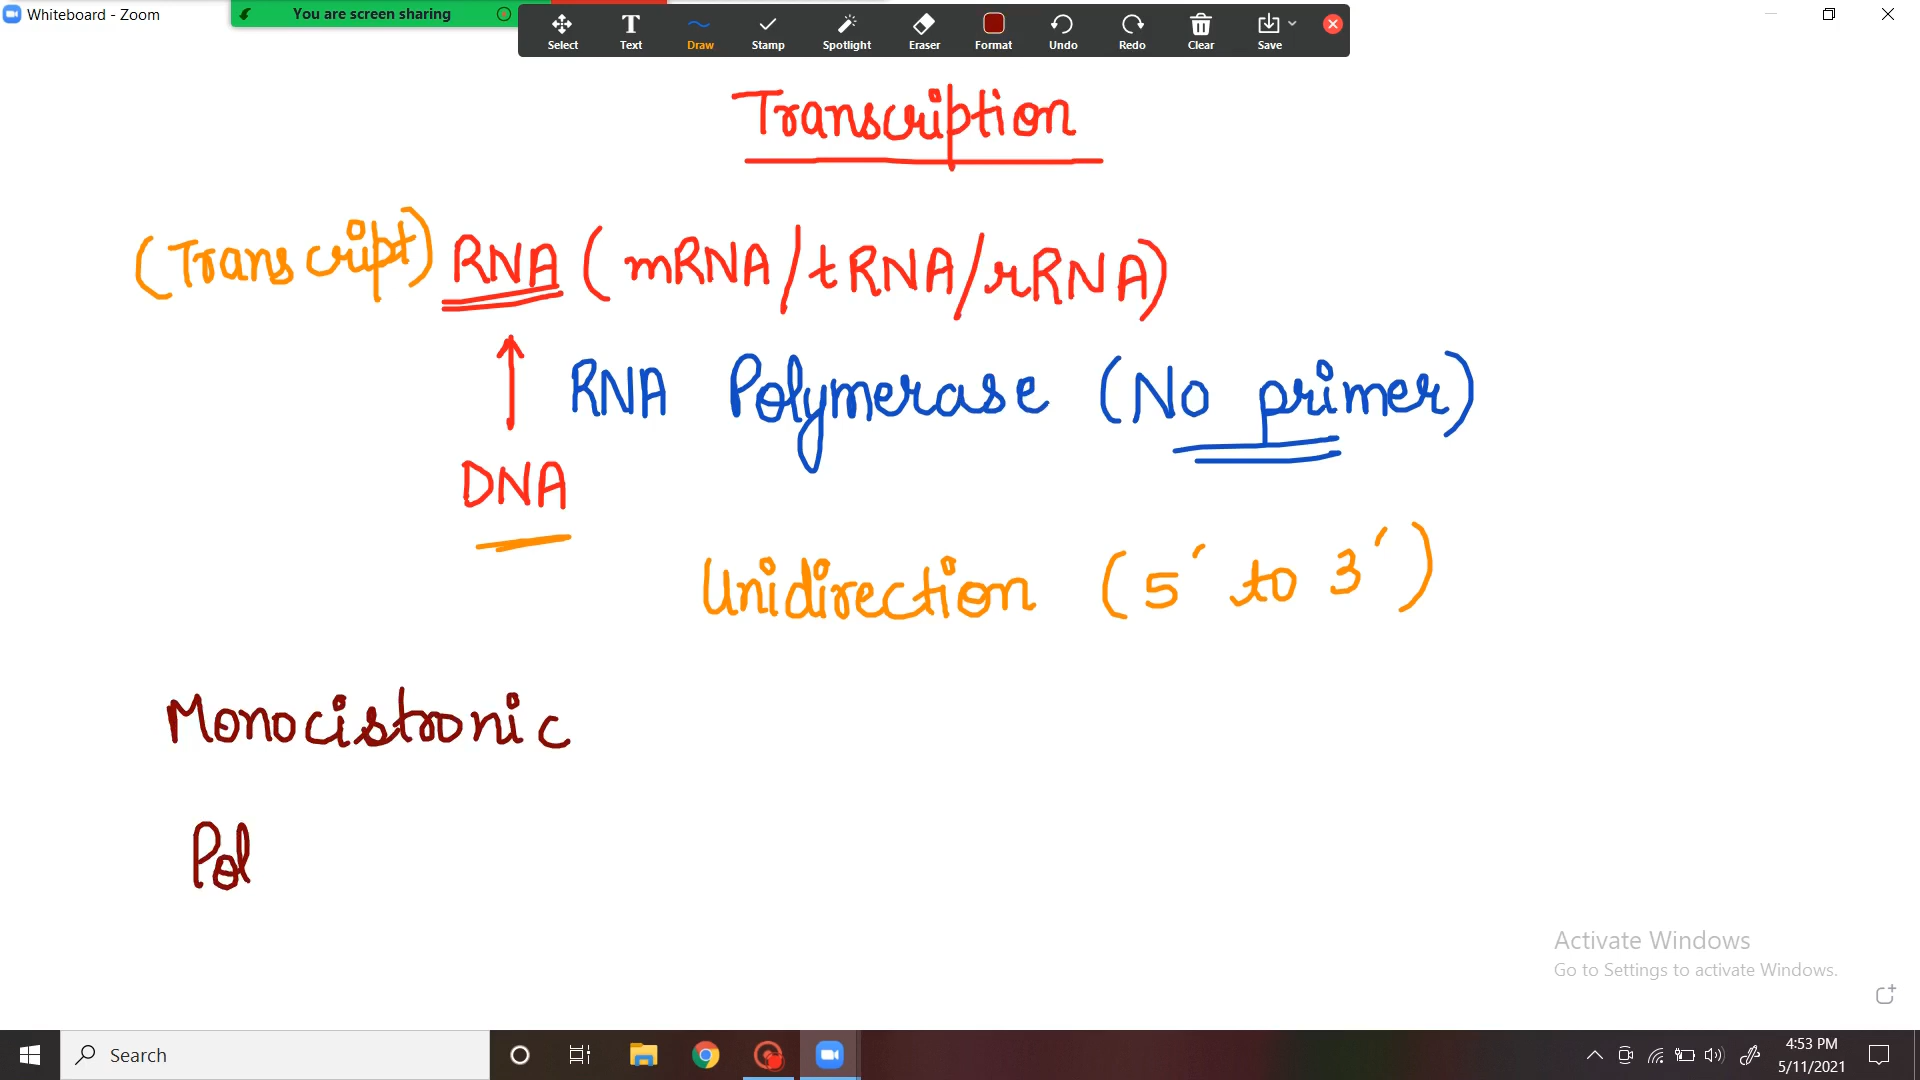 Whiteboard - Zoom
You are screen sharing
Select Text Draw Stamp Spotlight Eraser Format Undo Redo Clear Save
Transcription
(Transcript) RNA (mRNA/tRNA/rRNA)
RNA Polymerase (No primer)
DNA
Unidirection (5' to 3')
Monocistronic
Pol
Activate Windows
Go to Settings to activate Windows.
Search
4:53 PM
5/11/2021